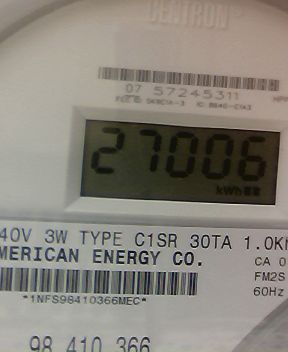 CENTRON
07 57245311
27006
kWh
40V 3W TYPE C1SR 30TA 1.0K
MERICAN ENERGY CO.
CA 0
FM2S
60Hz
*1NFS98410366MEC*
98 410 366